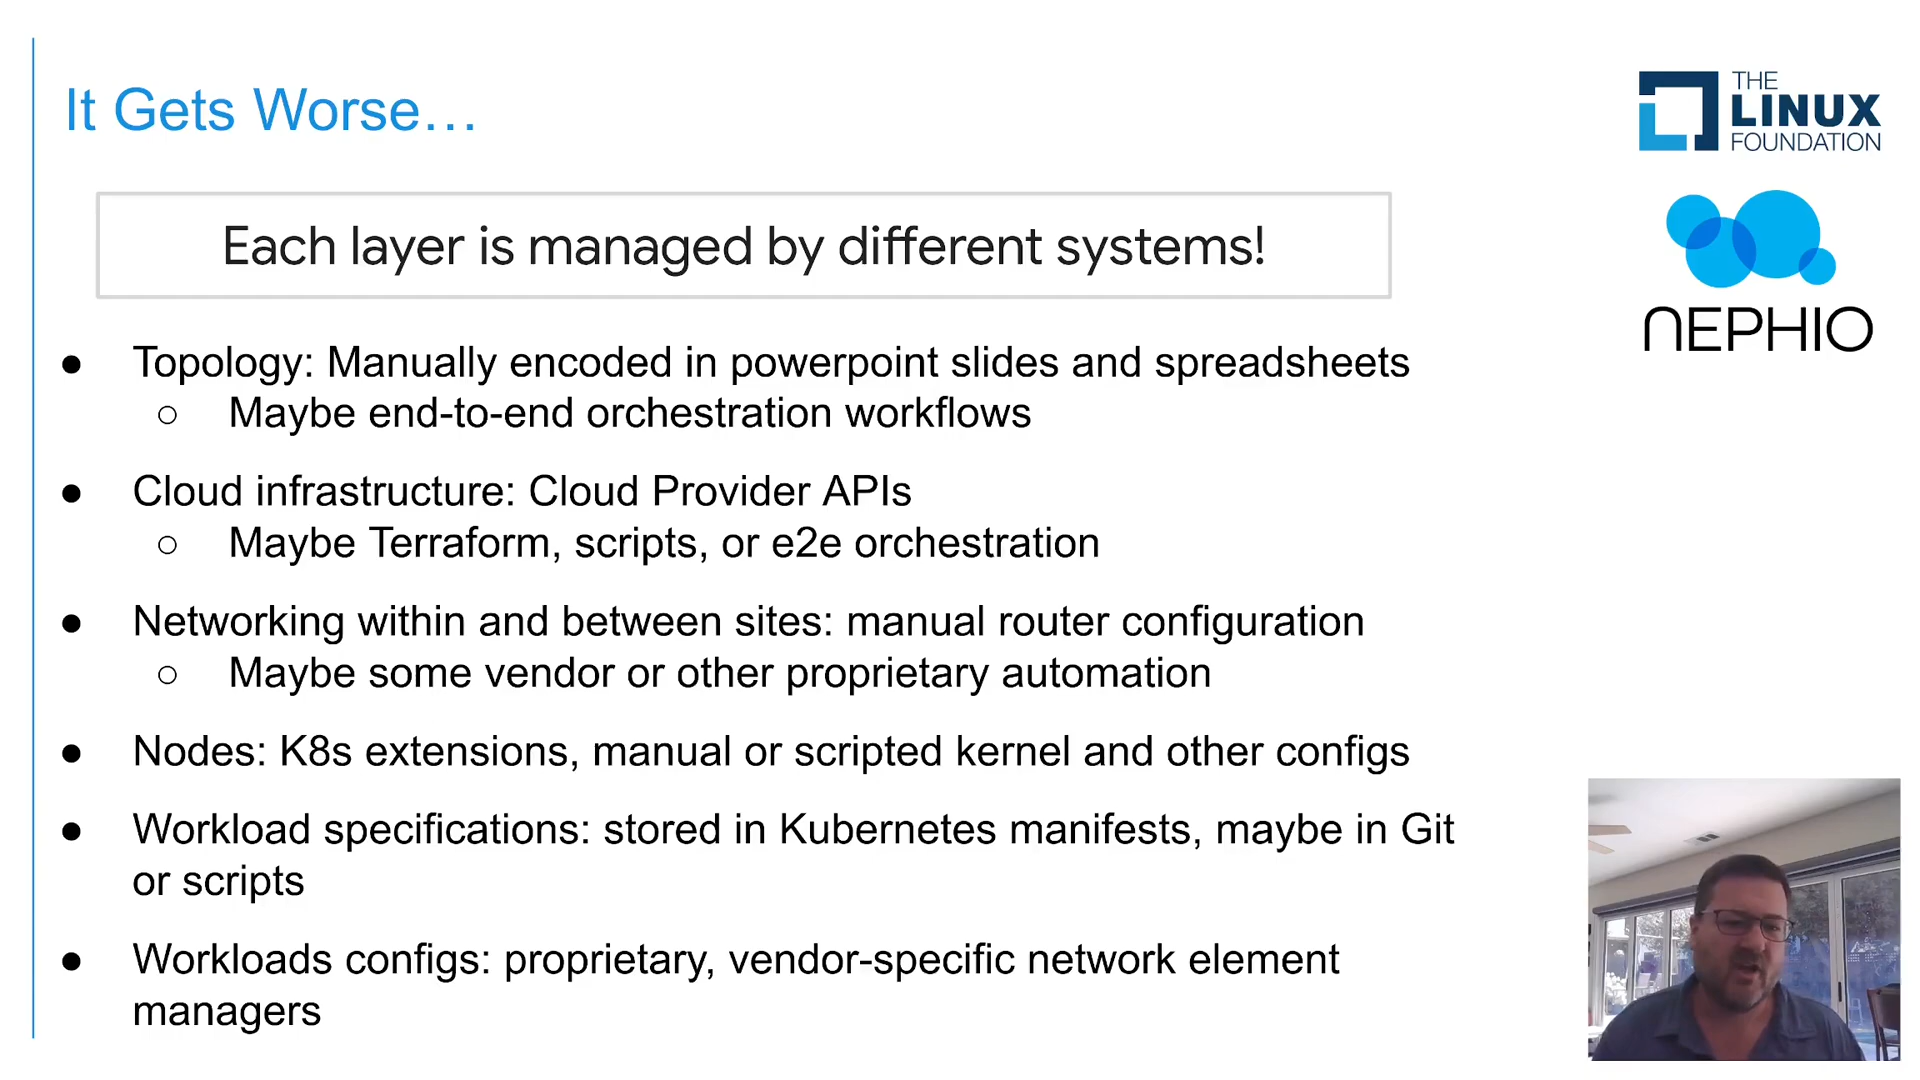 It Gets Worse…
THE
LINUX
FOUNDATION
Each layer is managed by different systems!
NEPHIO
● Topology: Manually encoded in powerpoint slides and spreadsheets
○ Maybe end-to-end orchestration workflows
● Cloud infrastructure: Cloud Provider APIs
○ Maybe Terraform, scripts, or e2e orchestration
● Networking within and between sites: manual router configuration
○ Maybe some vendor or other proprietary automation
● Nodes: K8s extensions, manual or scripted kernel and other configs
● Workload specifications: stored in Kubernetes manifests, maybe in Git
or scripts
● Workloads configs: proprietary, vendor-specific network element
managers